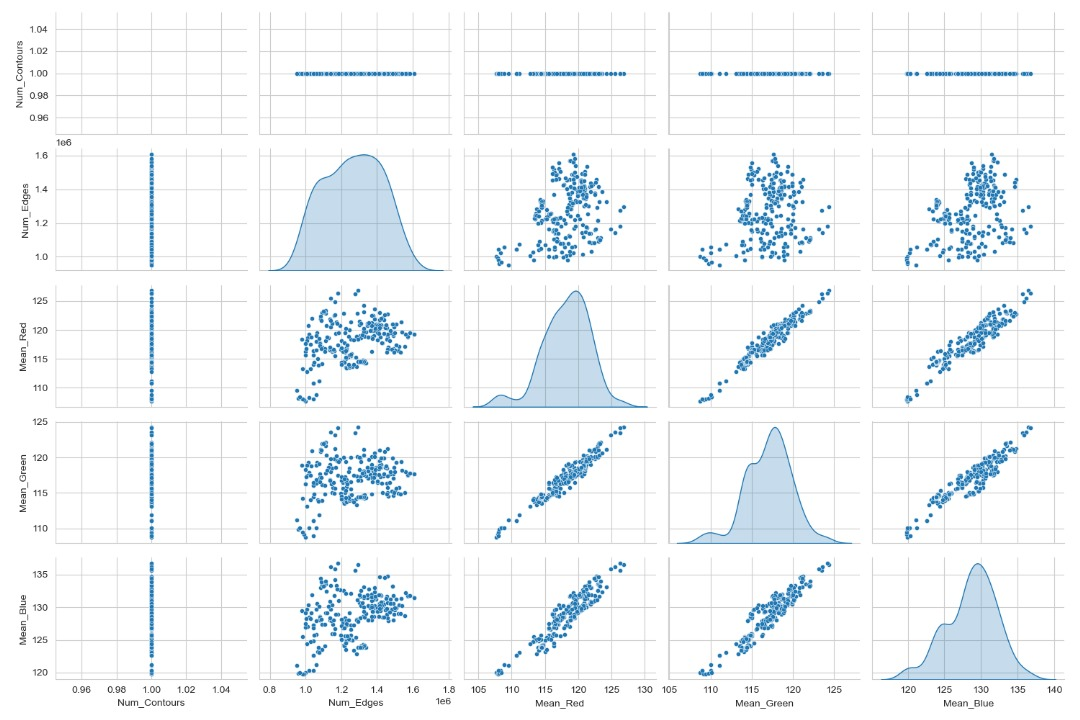 1.04
1.02
1.00
0.98
0.96
Num_Contours
1e6
1.6
1.4
1.2
1.0
Num_Edges
125
120
115
110
Mean_Red
125
120
115
110
Mean_Green
135
130
125
120
Mean_Blue
0.96 0.98 1.00 1.02 1.04
0.8 1.0 1.2 1.4 1.6 1.8
1e6
105 110 115 120 125 130
105 110 115 120 125
120 125 130 135 140
Num_Contours Num_Edges Mean_Red Mean_Green Mean_Blue